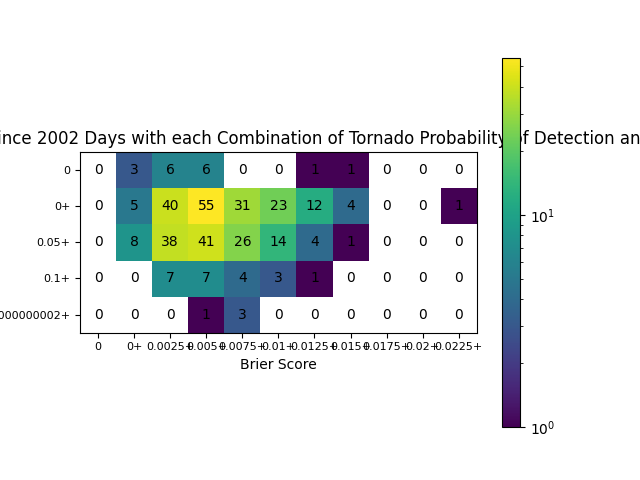 ince 2002 Days with each Combination of Tornado Probability of Detection an
0 0 3 6 6 0 0 1 1 0 0 0
0+ 0 5 40 55 31 23 12 4 0 0 1
0.05+ 0 8 38 41 26 14 4 1 0 0 0
0.1+ 0 0 7 7 4 3 1 0 0 0 0
000000002+ 0 0 0 1 3 0 0 0 0 0 0
0 0+ 0.0025+ 0.005+ 0.0075+ 0.01+ 0.0125+ 0.015+ 0.0175+ 0.02+ 0.0225+
Brier Score
10^1
10^0